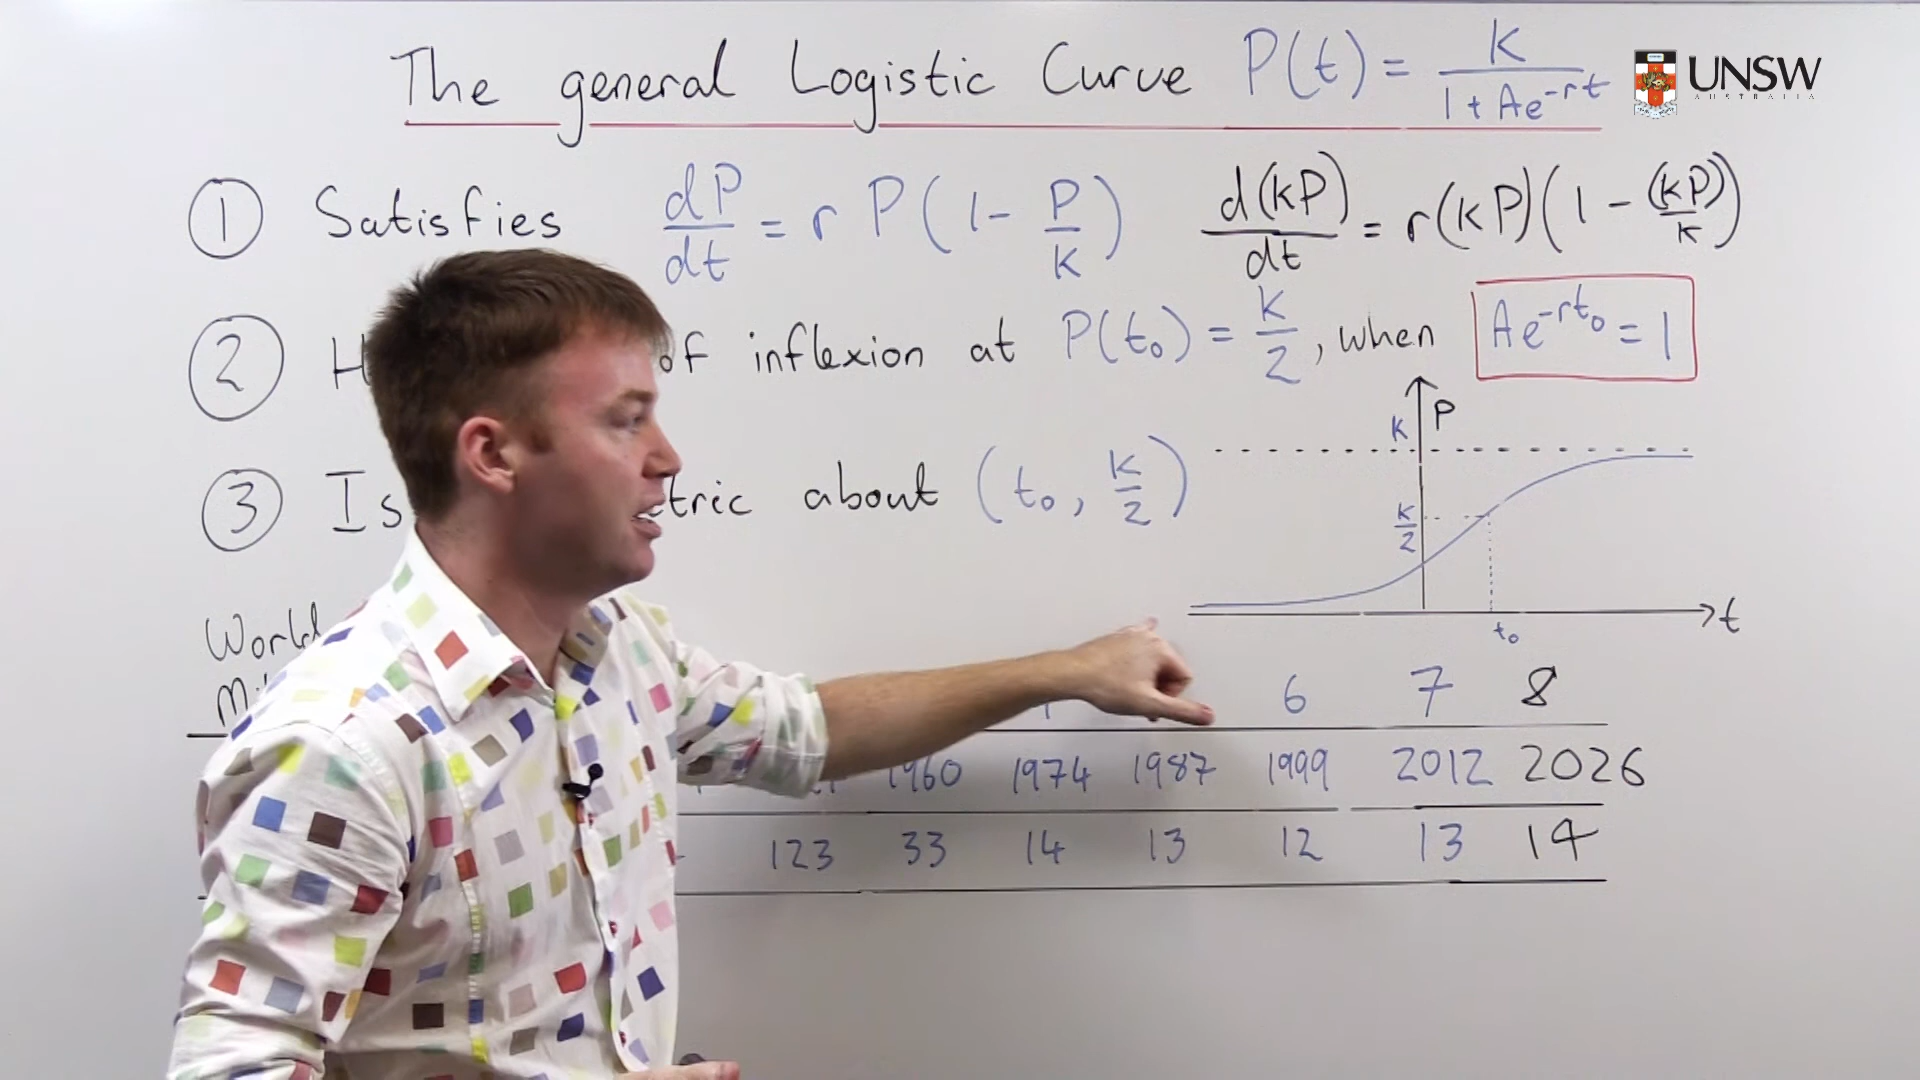 The general Logistic Curve P(t) = K / (1 + Ae^-rt)
UNSW
AUSTRALIA
1 Satisfies dP/dt = r P(1 - P/K) d(KP)/dt = r(KP)(1 - (KP)/K)
2 of inflexion at P(t₀) = K/2, when Ae^-rt₀ = 1
3 Is about (t₀, K/2)
P
K
K/2
t
t₀
World
6 7 8
1960 1974 1987 1999 2012 2026
123 33 14 13 12 13 14